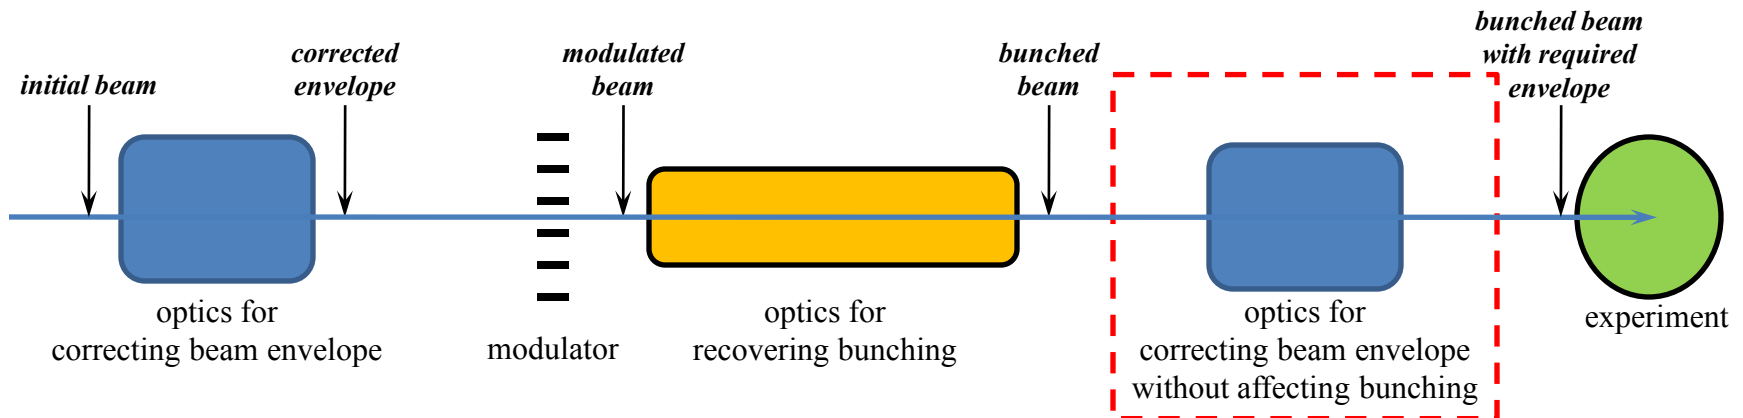 initial beam
corrected
envelope
modulated
beam
bunched
beam
bunched beam
with required
envelope
optics for
correcting beam envelope
modulator
optics for
recovering bunching
optics for
correcting beam envelope
without affecting bunching
experiment